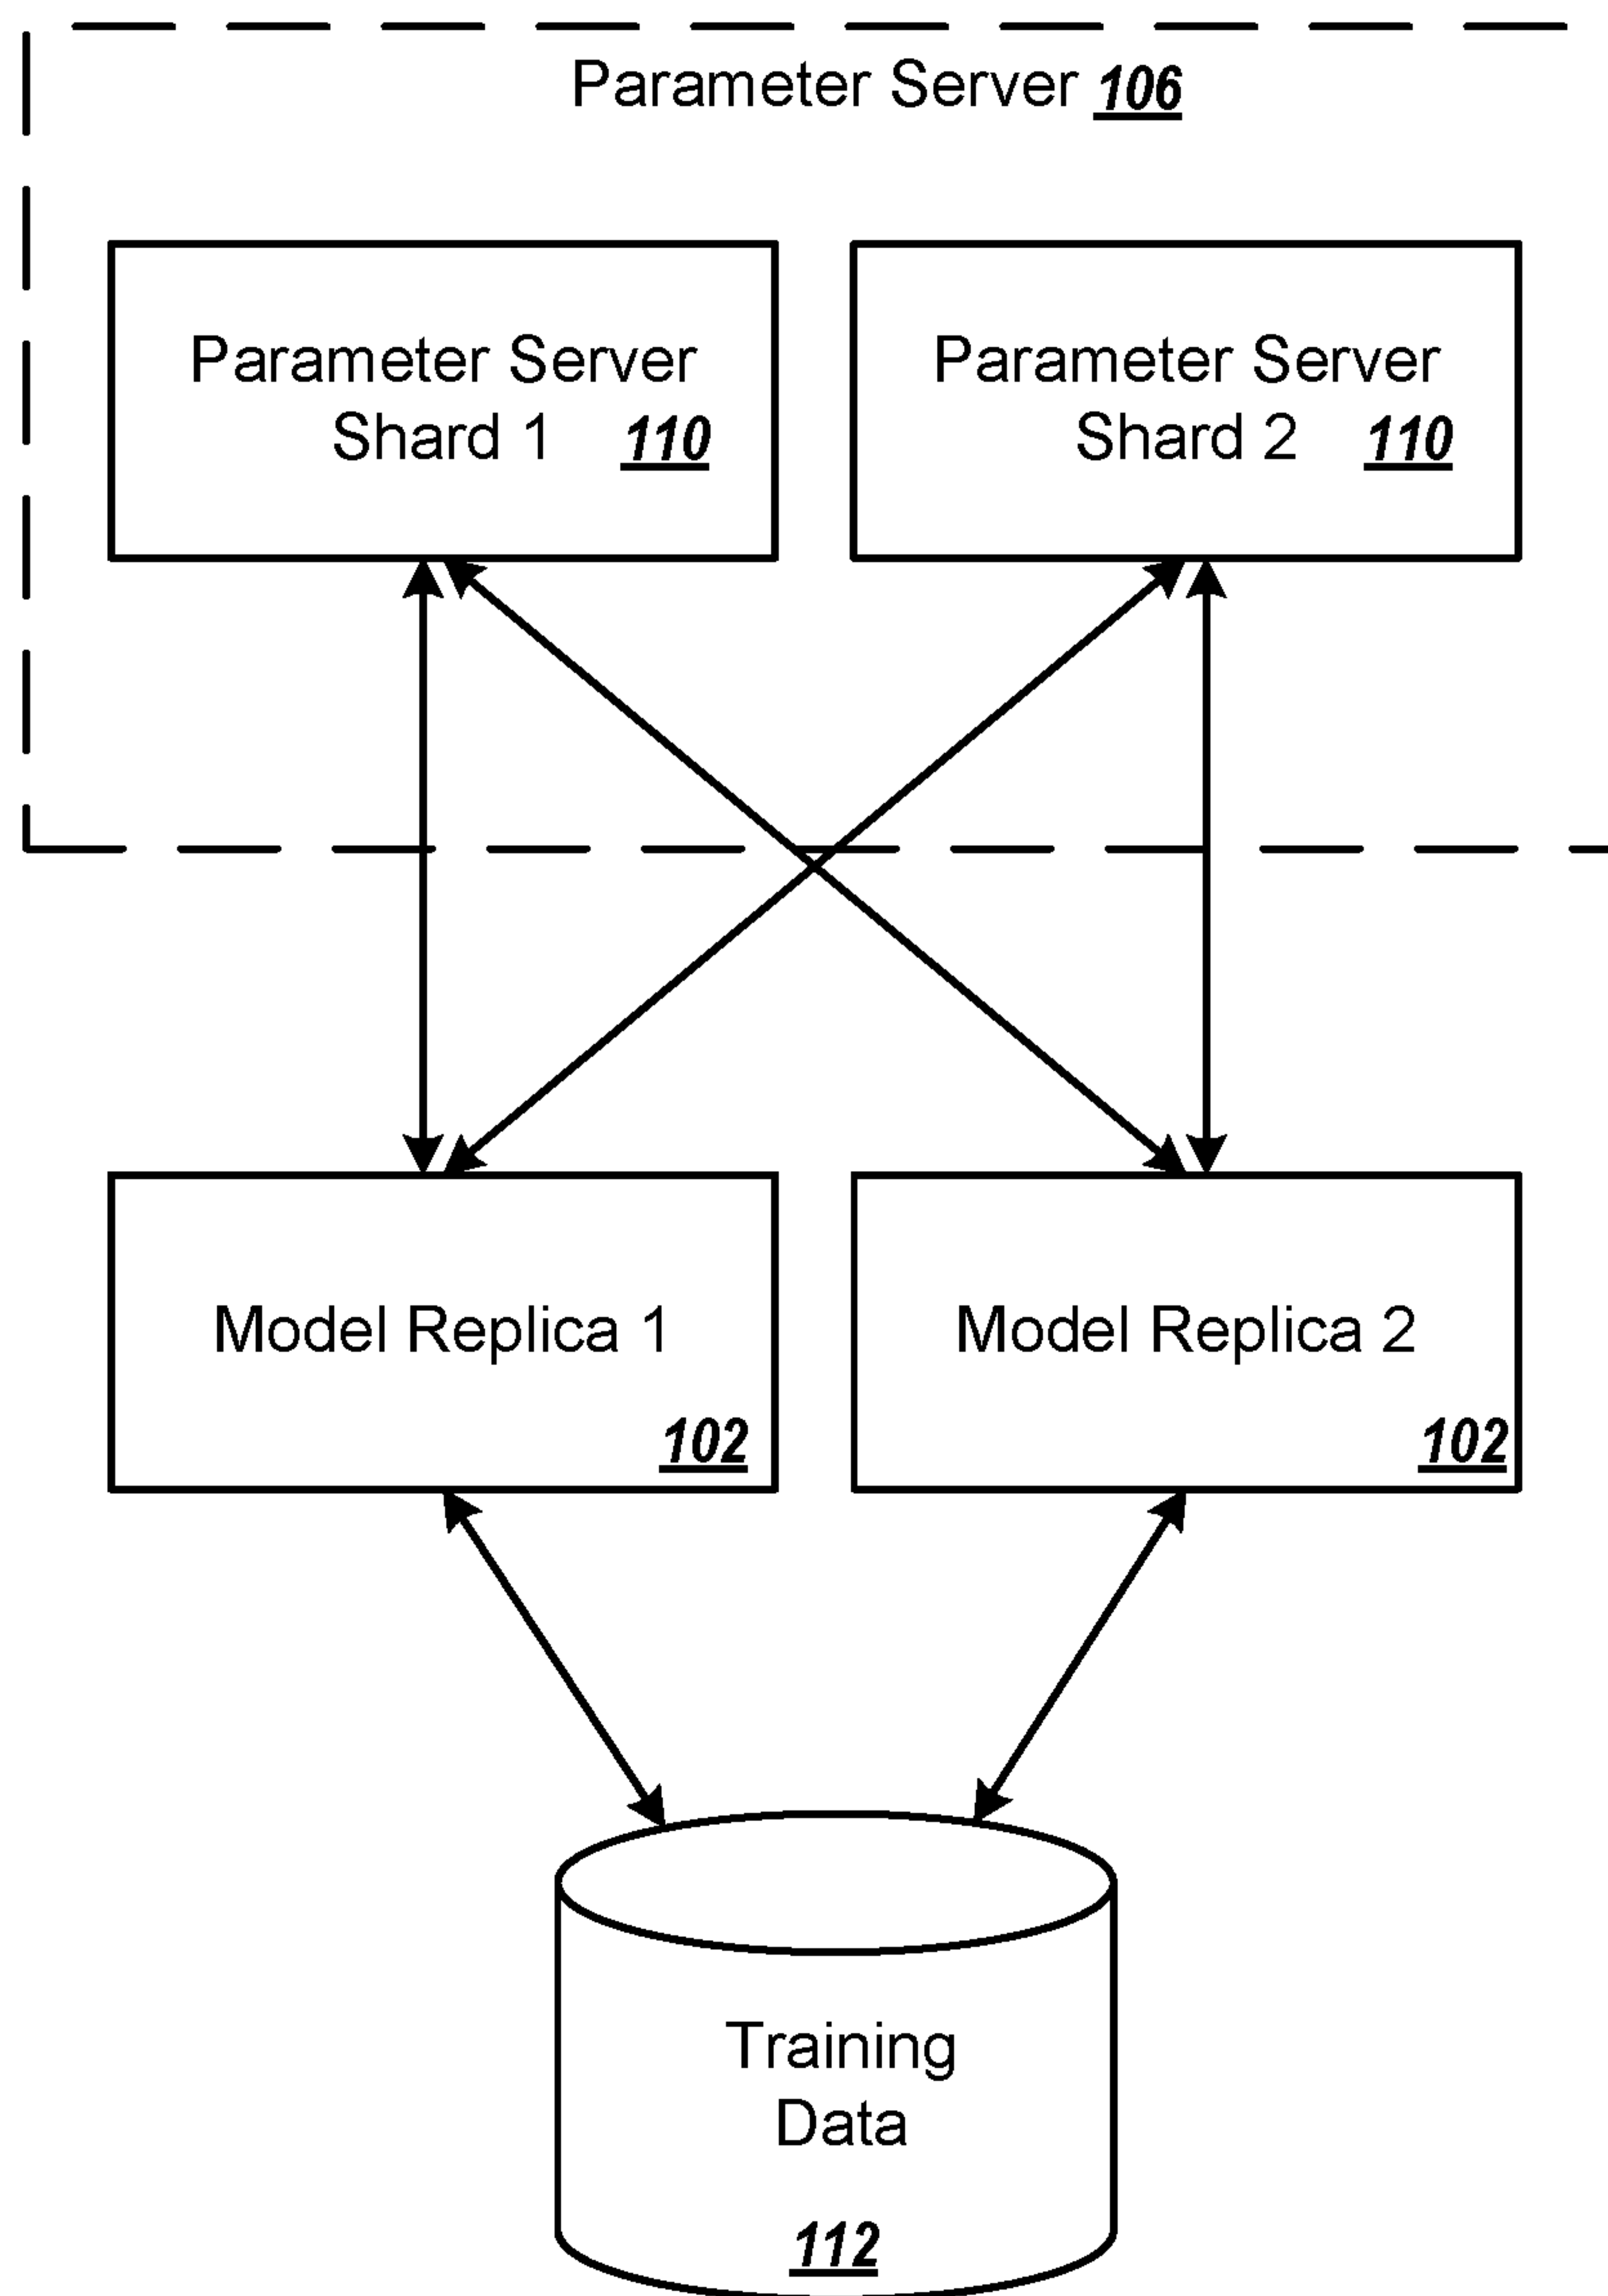 Parameter Server 106
Parameter Server
Shard 1 110
Parameter Server
Shard 2 110
Model Replica 1
102
Model Replica 2
102
Training
Data
112